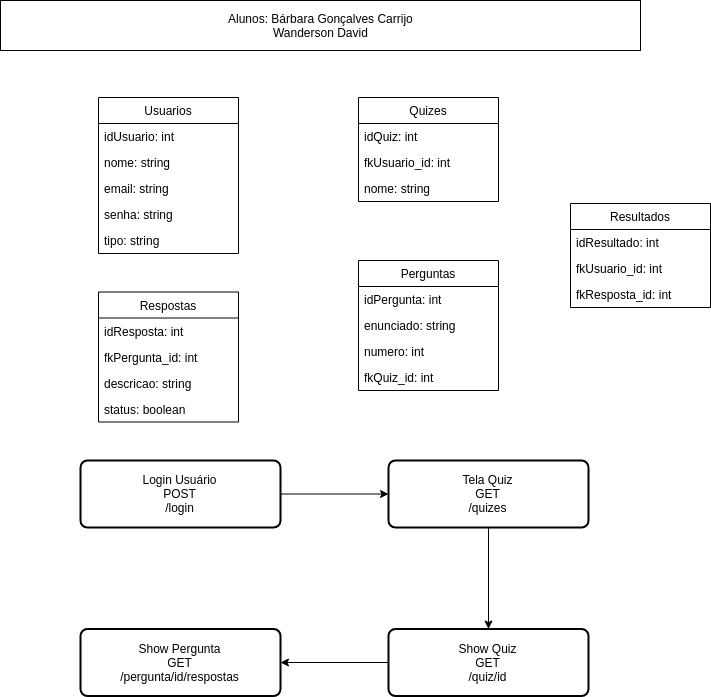 Alunos: Bárbara Gonçalves Carrijo
Wanderson David
Usuarios
idUsuario: int
nome: string
email: string
senha: string
tipo: string
Quizes
idQuiz: int
fkUsuario_id: int
nome: string
Resultados
idResultado: int
fkUsuario_id: int
fkResposta_id: int
Respostas
idResposta: int
fkPergunta_id: int
descricao: string
status: boolean
Perguntas
idPergunta: int
enunciado: string
numero: int
fkQuiz_id: int
Login Usuário
POST
/login
Tela Quiz
GET
/quizes
Show Pergunta
GET
/pergunta/id/respostas
Show Quiz
GET
/quiz/id